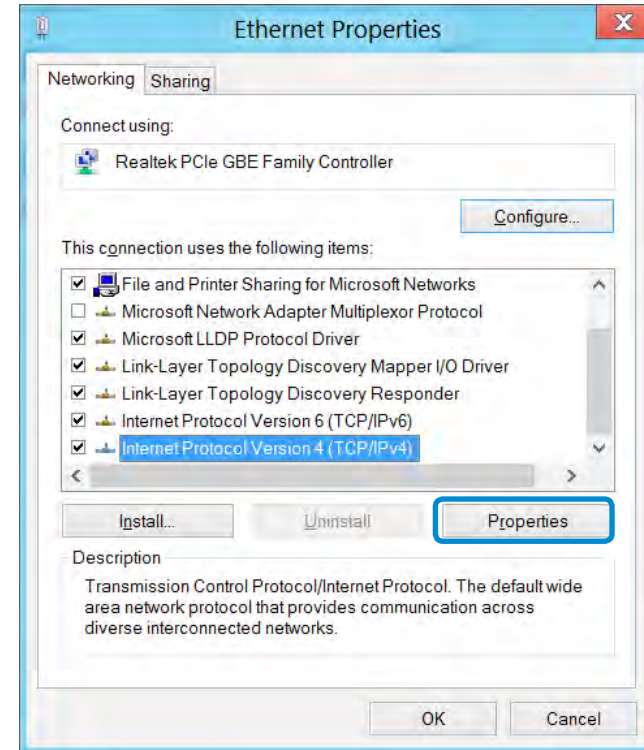 Ethernet Properties
X
Networking
Sharing
Connect using:
Realtek PCIe GBE Family Controller
Configure...
This connection uses the following items:
File and Printer Sharing for Microsoft Networks
Microsoft Network Adapter Multiplexor Protocol
Microsoft LLDP Protocol Driver
Link-Layer Topology Discovery Mapper I/O Driver
Link-Layer Topology Discovery Responder
Internet Protocol Version 6 (TCP/IPv6)
Internet Protocol Version 4 (TCP/IPv4)
Install...
Uninstall
Properties
Description
Transmission Control Protocol/Internet Protocol. The default wide
area network protocol that provides communication across
diverse interconnected networks.
OK
Cancel